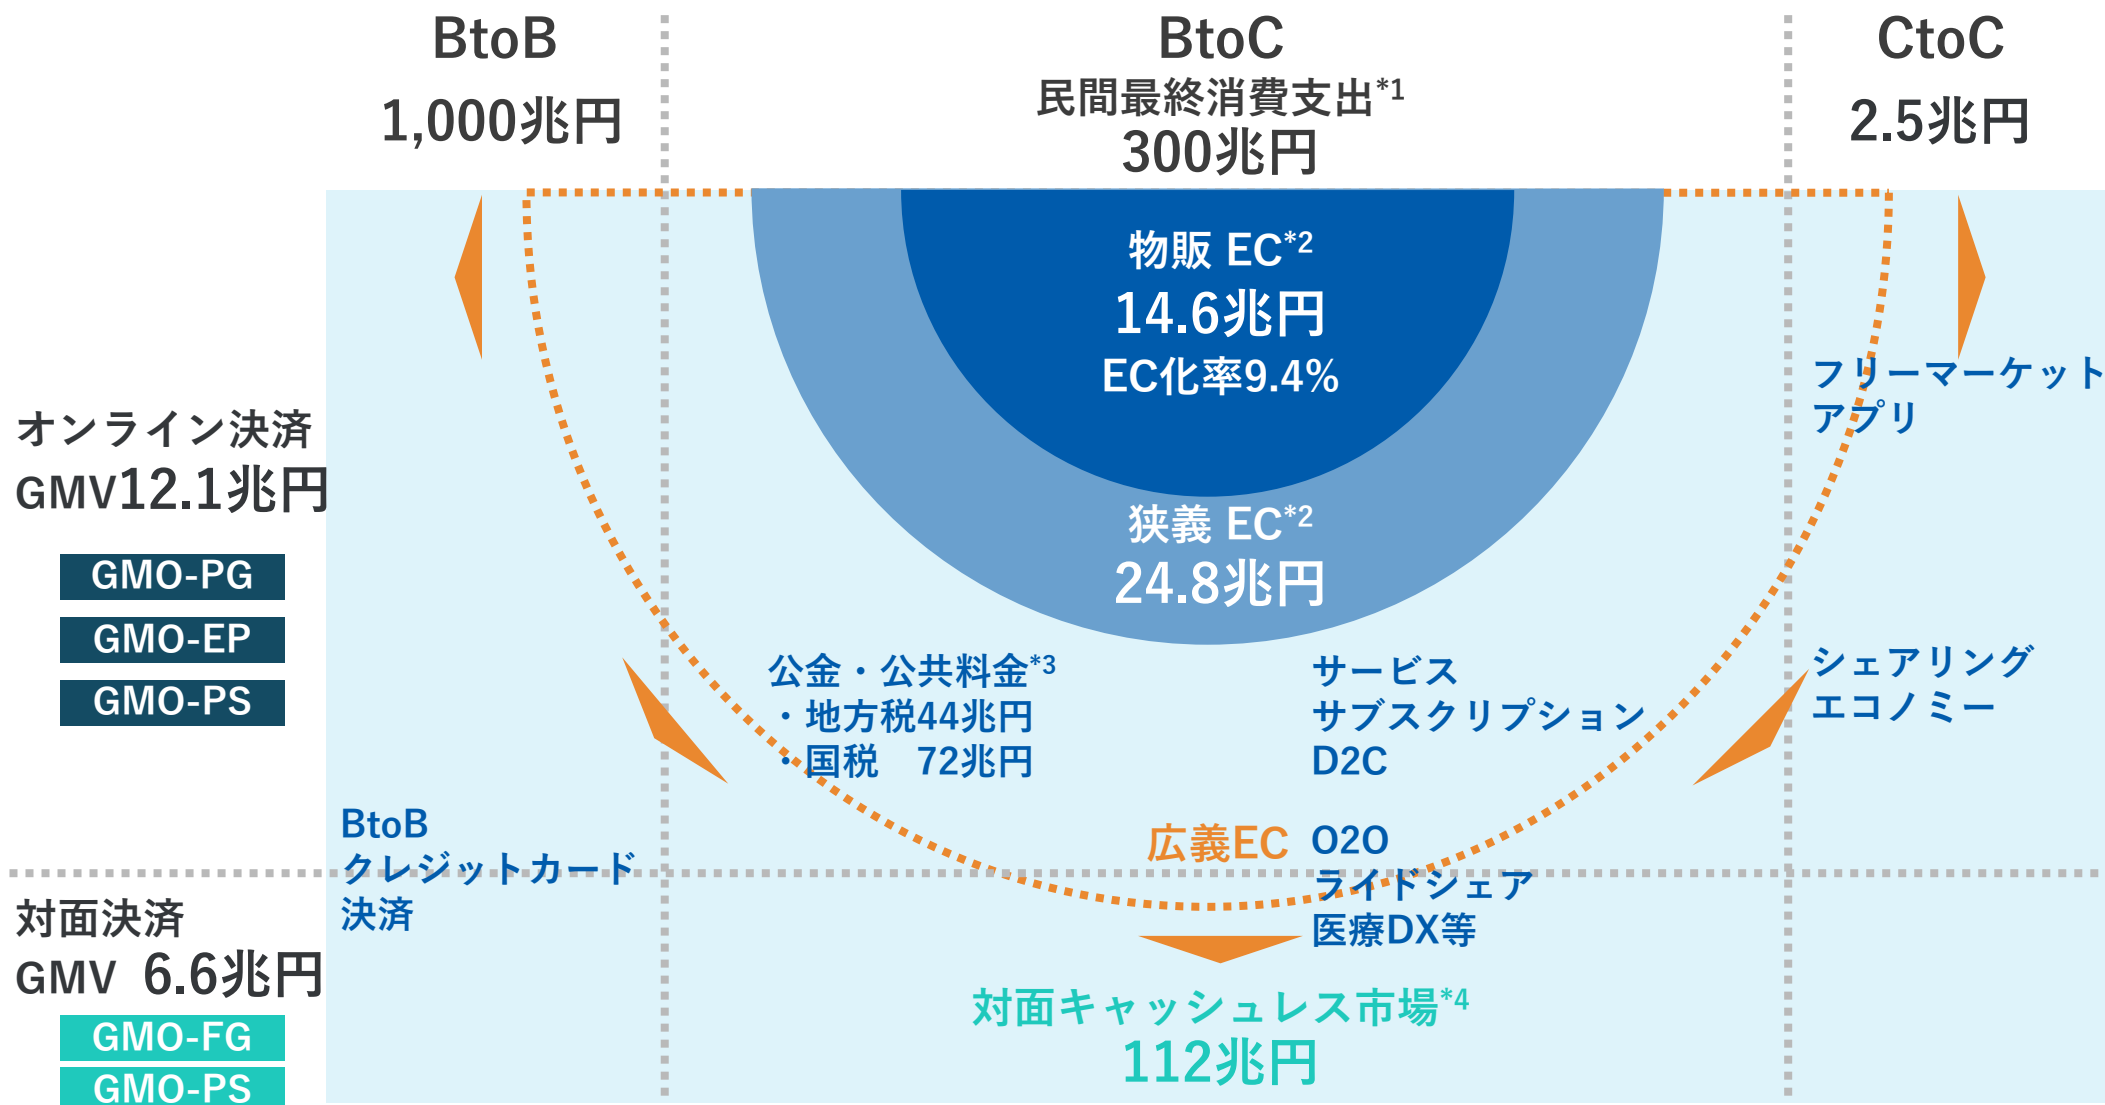 BtoB
1,000兆円
BtoC
民間最終消費支出*1
300兆円
CtoC
2.5兆円
物販 EC*2
14.6兆円
EC化率9.4%
狭義 EC*2
24.8兆円
オンライン決済
GMV12.1兆円
GMO-PG
GMO-EP
GMO-PS
フリーマーケット
アプリ
公金・公共料金*3
・地方税44兆円
・国税 72兆円
サービス
サブスクリプション
D2C
シェアリング
エコノミー
BtoB
クレジットカード
決済
広義EC
O2O
ライドシェア
医療DX等
対面決済
GMV 6.6兆円
GMO-FG
GMO-PS
対面キャッシュレス市場*4
112兆円